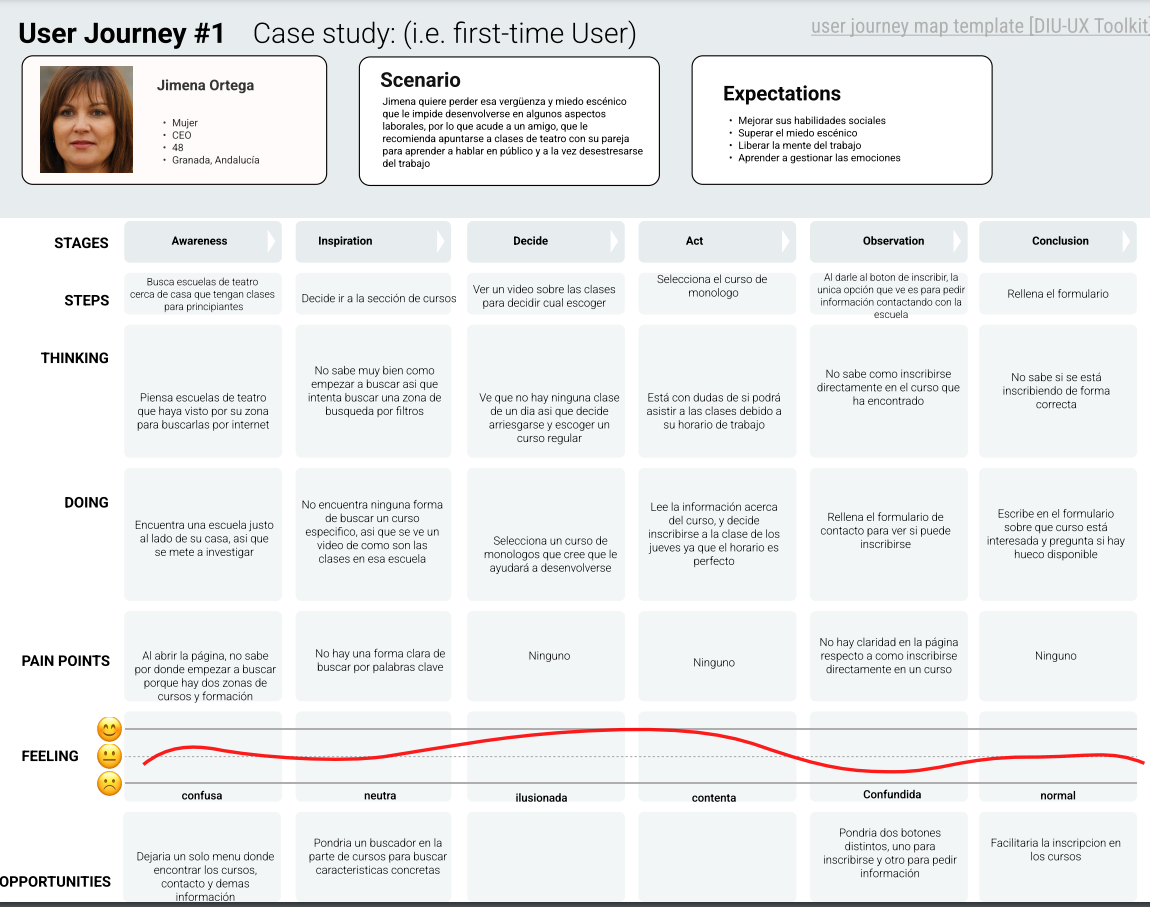 User Journey #1 Case study: (i.e. first-time User)
user journey map template [DIU-UX Toolkit]
Jimena Ortega
• Mujer
• CEO
• 48
• Granada, Andalucía
Scenario
Jimena quiere perder esa vergüenza y miedo escénico
que le impide desenvolverse en algunos aspectos
laborales, por lo que acude a un amigo, que le
recomienda apuntarse a clases de teatro con su pareja
para aprender a hablar en público y a la vez desestresarse
del trabajo
Expectations
• Mejorar sus habilidades sociales
• Superar el miedo escénico
• Liberar la mente del trabajo
• Aprender a gestionar las emociones
STAGES
Awareness
Inspiration
Decide
Act
Observation
Conclusion
STEPS
Busca escuelas de teatro
cerca de casa que tengan clases
para principiantes
Decide ir a la sección de cursos
Ver un video sobre las clases
para decidir cual escoger
Selecciona el curso de
monologo
Al darle al boton de inscribir, la
unica opción que ve es para pedir
información contactando con la
escuela
Rellena el formulario
THINKING
Piensa escuelas de teatro
que haya visto por su zona
para buscarlas por internet
No sabe muy bien como
empezar a buscar asi que
intenta buscar una zona de
busqueda por filtros
Ve que no hay ninguna clase
de un dia asi que decide
arriesgarse y escoger un
curso regular
Está con dudas de si podrá
asistir a las clases debido a
su horario de trabajo
No sabe como inscribirse
directamente en el curso que
ha encontrado
No sabe si se está
inscribiendo de forma
correcta
DOING
Encuentra una escuela justo
al lado de su casa, asi que
se mete a investigar
No encuentra ninguna forma
de buscar un curso
especifico, asi que se ve un
video de como son las
clases en esa escuela
Selecciona un curso de
monologos que cree que le
ayudará a desenvolverse
Lee la información acerca
del curso, y decide
inscribirse a la clase de los
jueves ya que el horario es
perfecto
Rellena el formulario de
contacto para ver si puede
inscribirse
Escribe en el formulario
sobre que curso está
interesada y pregunta si hay
hueco disponible
PAIN POINTS
Al abrir la página, no sabe
por donde empezar a buscar
porque hay dos zonas de
cursos y formación
No hay una forma clara de
buscar por palabras clave
Ninguno
Ninguno
No hay claridad en la página
respecto a como inscribirse
directamente en un curso
Ninguno
FEELING
confusa
neutra
ilusionada
contenta
Confundida
normal
OPPORTUNITIES
Dejaria un solo menu donde
encontrar los cursos,
contacto y demas
información
Pondria un buscador en la
parte de cursos para buscar
caracteristicas concretas
Pondria dos botones
distintos, uno para
inscribirse y otro para pedir
información
Facilitaria la inscripcion en
los cursos